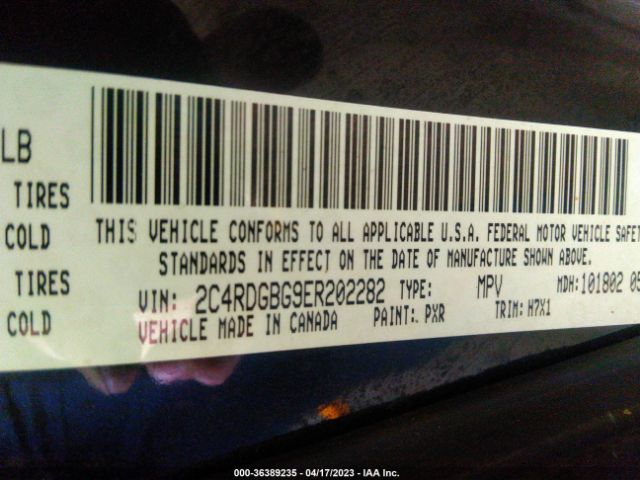 LB
TIRES
COLD
TIRES
COLD
THIS VEHICLE CONFORMS TO ALL APPLICABLE U.S.A. FEDERAL MOTOR VEHICLE SAFET
STANDARDS IN EFFECT ON THE DATE OF MANUFACTURE SHOWN ABOVE.
VIN: 2C4RDGBG9ER202282 TYPE: MPV MDH:101802 05
VEHICLE MADE IN CANADA PAINT: PXR TRIM: H7X1
000-36389235 - 04/17/2023 - IAA Inc.